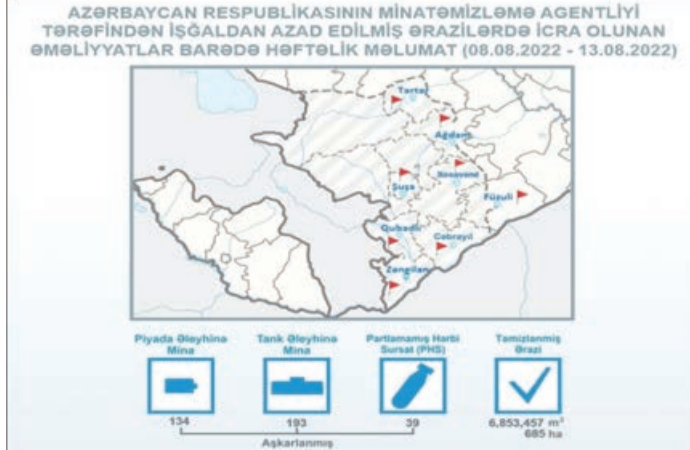 AZƏRBAYCAN RESPUBLİKASININ MİNATƏMİZLƏMƏ AGENTLİYİ
TƏRƏFİNDƏN İŞĞALDAN AZAD EDİLMİŞ ƏRAZİLƏRDƏ İCRA OLUNAN
ƏMƏLİYYATLAR BARƏDƏ HƏFTƏLİK MƏLUMAT (08.08.2022 - 13.08.2022)
Tərtər
Ağdam
Xocavənd
Şuşa
Füzuli
Qubadlı
Cəbrayıl
Zəngilan
Piyada Əleyhinə
Mina
Tank Əleyhinə
Mina
Partlamamış Hərbi
Sursat (PHS)
Təmizlənmiş
Ərazi
134
193
39
6,853,457 m²
685 ha
Aşkarlanmış